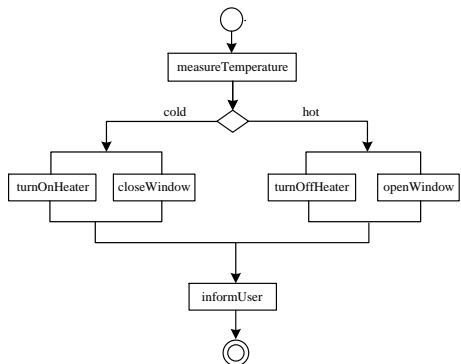 measureTemperature
cold
hot
turnOnHeater
closeWindow
turnOffHeater
openWindow
informUser